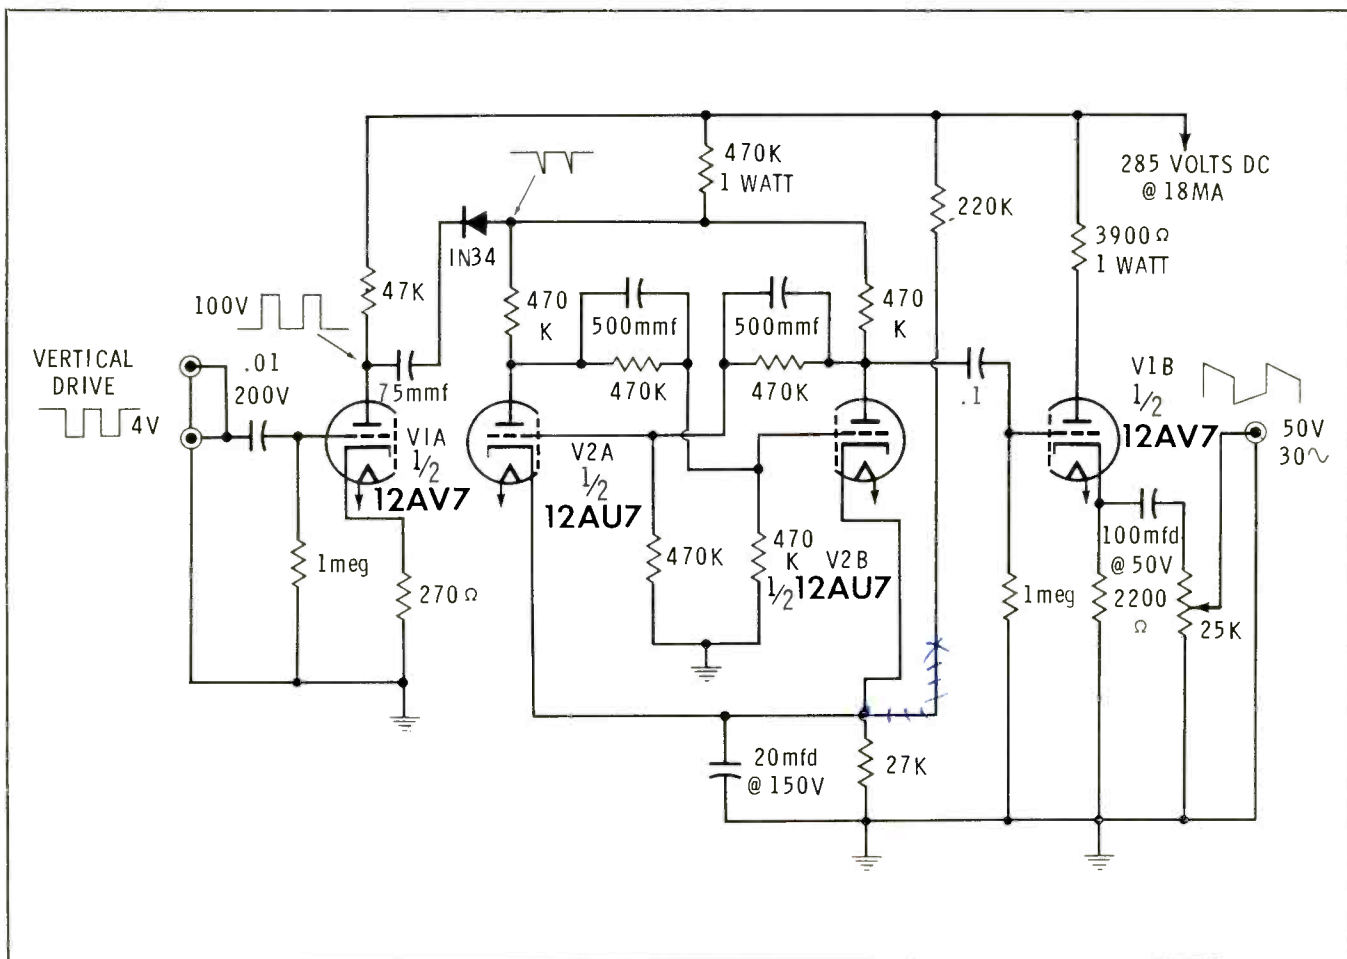 285 VOLTS DC
@ 18MA
470K
1 WATT
220K
3900Ω
1 WATT
IN34
47K
100V
470
K
500mmf
470K
500mmf
470K
470
K
VERTICAL
DRIVE
4V
.01
200V
75mmf
V1A
1/2
12AV7
V2A
1/2
12AU7
.1
V1B
1/2
12AV7
50V
30∿
1meg
270Ω
470K
470
K
V2B
1/2 12AU7
1meg
100mfd
@ 50V
2200
Ω
25K
20mfd
@ 150V
27K